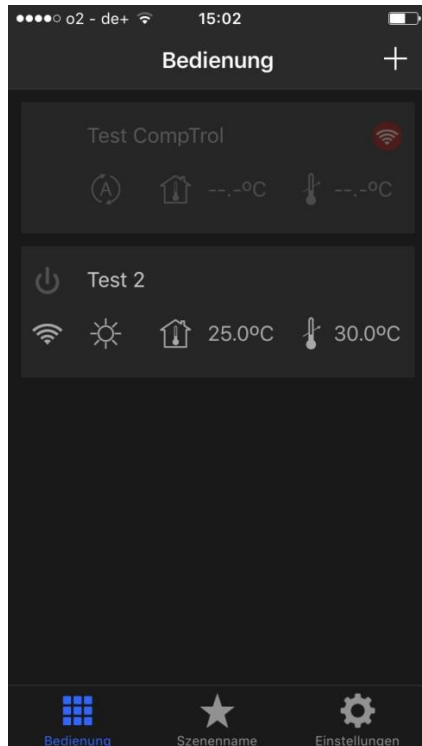 o2 - de+ 15:02
Bedienung +
Test CompTrol
A --.-ºC --.-ºC
Test 2
25.0ºC 30.0ºC
Bedienung Szenenname Einstellungen